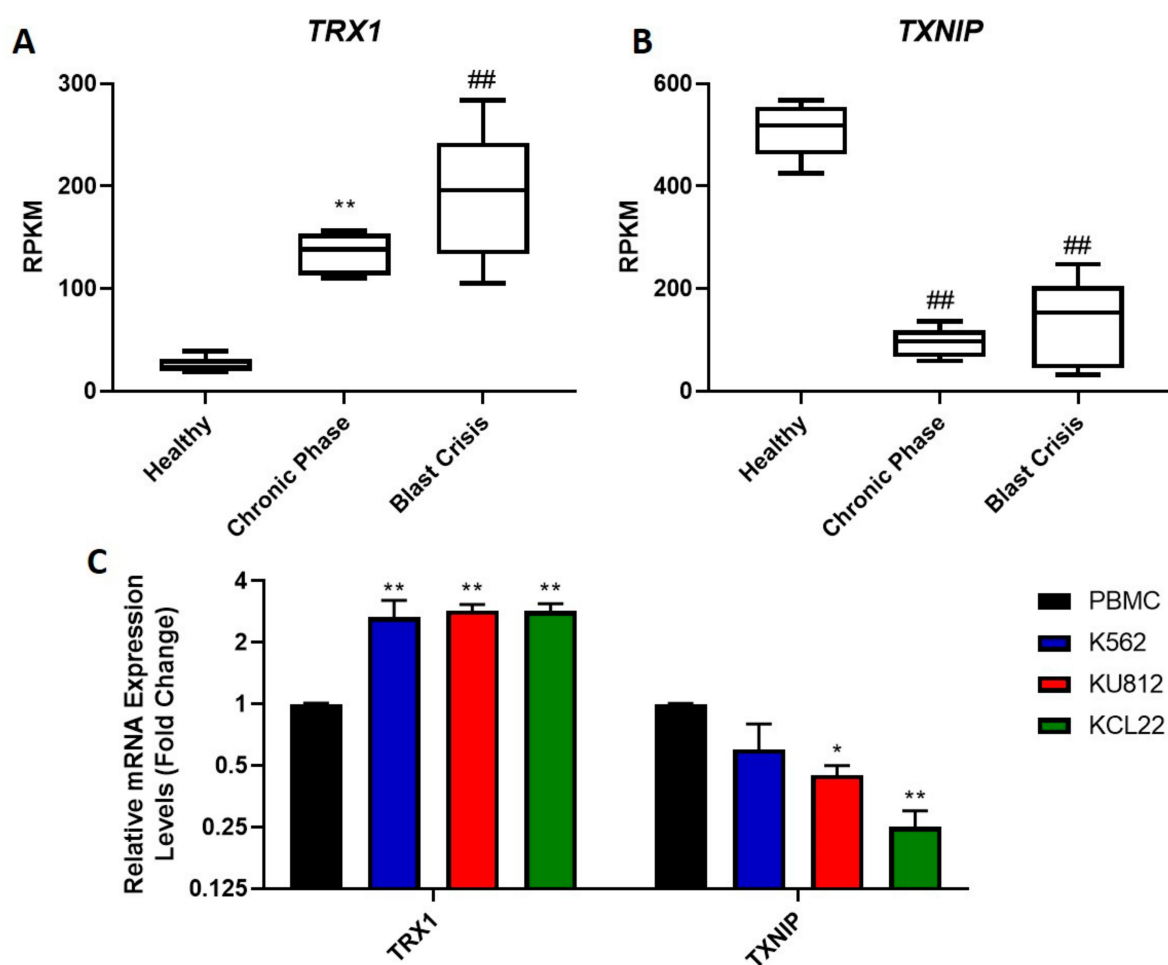 A
TRX1
RPKM
300
200
100
0
**
##
Healthy
Chronic Phase
Blast Crisis
B
TXNIP
RPKM
600
400
200
0
##
##
Healthy
Chronic Phase
Blast Crisis
C
Relative mRNA Expression
Levels (Fold Change)
4
2
1
0.5
0.25
0.125
**
**
**
*
**
TRX1
TXNIP
PBMC
K562
KU812
KCL22